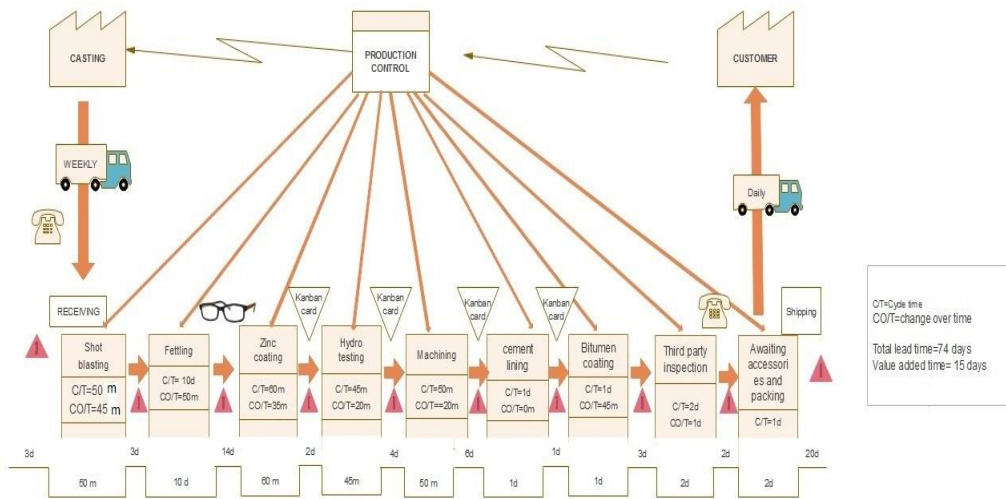 CASTING
PRODUCTION
CONTROL
CUSTOMER
WEEKLY
Daily
RECEIVING
Kanban
card
Kanban
card
Kanban
card
Kanban
card
Shipping
Shot
blasting
C/T=50 m
CO/T=45 m
Fettling
C/T= 10d
CO/T=50m
Zinc
coating
C/T=60m
CO/T=35m
Hydro
testing
C/T=45m
CO/T=20m
Machining
C/T=50m
CO/T==20m
cement
lining
C/T=1d
CO/T=0m
Bitumen
coating
C/T=1d
CO/T=45m
Third party
inspection
C/T=2d
CO/T=1d
Awaiting
accessori
es and
packing
C/T=1d
I
I
I
I
I
I
I
I
I
I
3d 3d 14d 2d 4d 6d 1d 3d 2d 20d
50 m 10 d 60 m 45m 50 m 1d 1d 2d 2d
C/T=Cycle time
CO/T=change over time
Total lead time=74 days
Value added time= 15 days